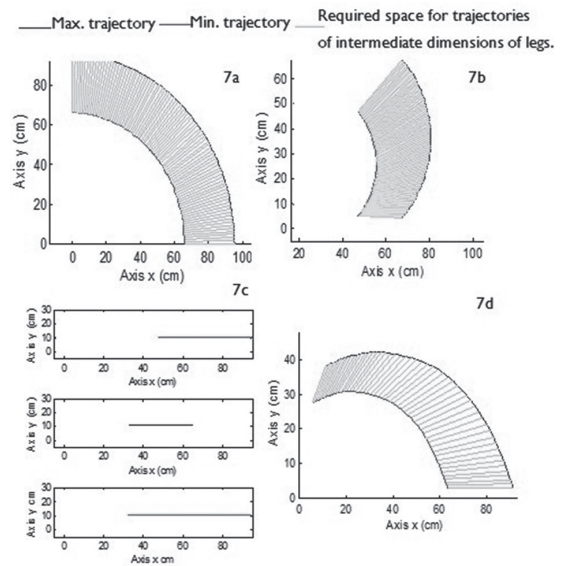 Max. trajectory Min. trajectory Required space for trajectories
of intermediate dimensions of legs.
7a
80
60
40
20
0
Axis y (cm)
0 20 40 60 80 100
Axis x (cm)
7b
60
50
40
30
20
10
0
Axis y (cm)
20 40 60 80 100
Axis x (cm)
7c
30
20
10
0
Axis y (cm)
0 20 40 60 80
Axis x (cm)
30
20
10
0
Axis y (cm)
0 20 40 60 80
Axis x (cm)
30
20
10
0
Axis y cm
0 20 40 60 80
Axis x cm
7d
40
30
20
10
0
Axis y (cm)
0 20 40 60 80
Axis x (cm)